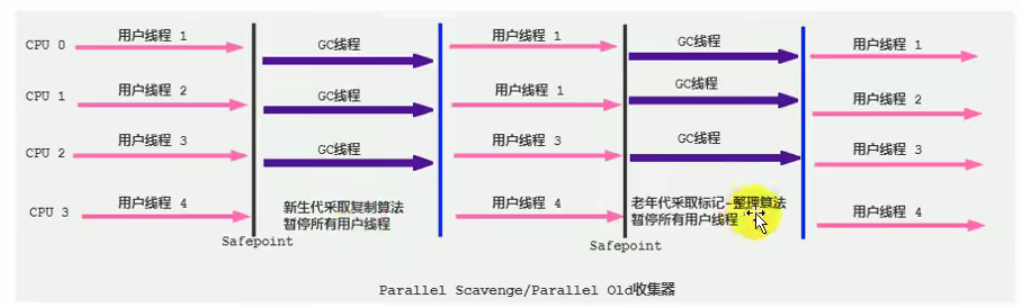 CPU 0
用户线程 1
GC线程
用户线程 1
GC线程
用户线程 1
CPU 1
用户线程 2
GC线程
用户线程 1
GC线程
用户线程 2
CPU 2
用户线程 3
GC线程
用户线程 3
GC线程
用户线程 3
CPU 3
用户线程 4
新生代采取复制算法
暂停所有用户线程
用户线程 4
老年代采取标记-整理算法
暂停所有用户线程
用户线程 4
Safepoint
Safepoint
Parallel Scavenge/Parallel Old收集器